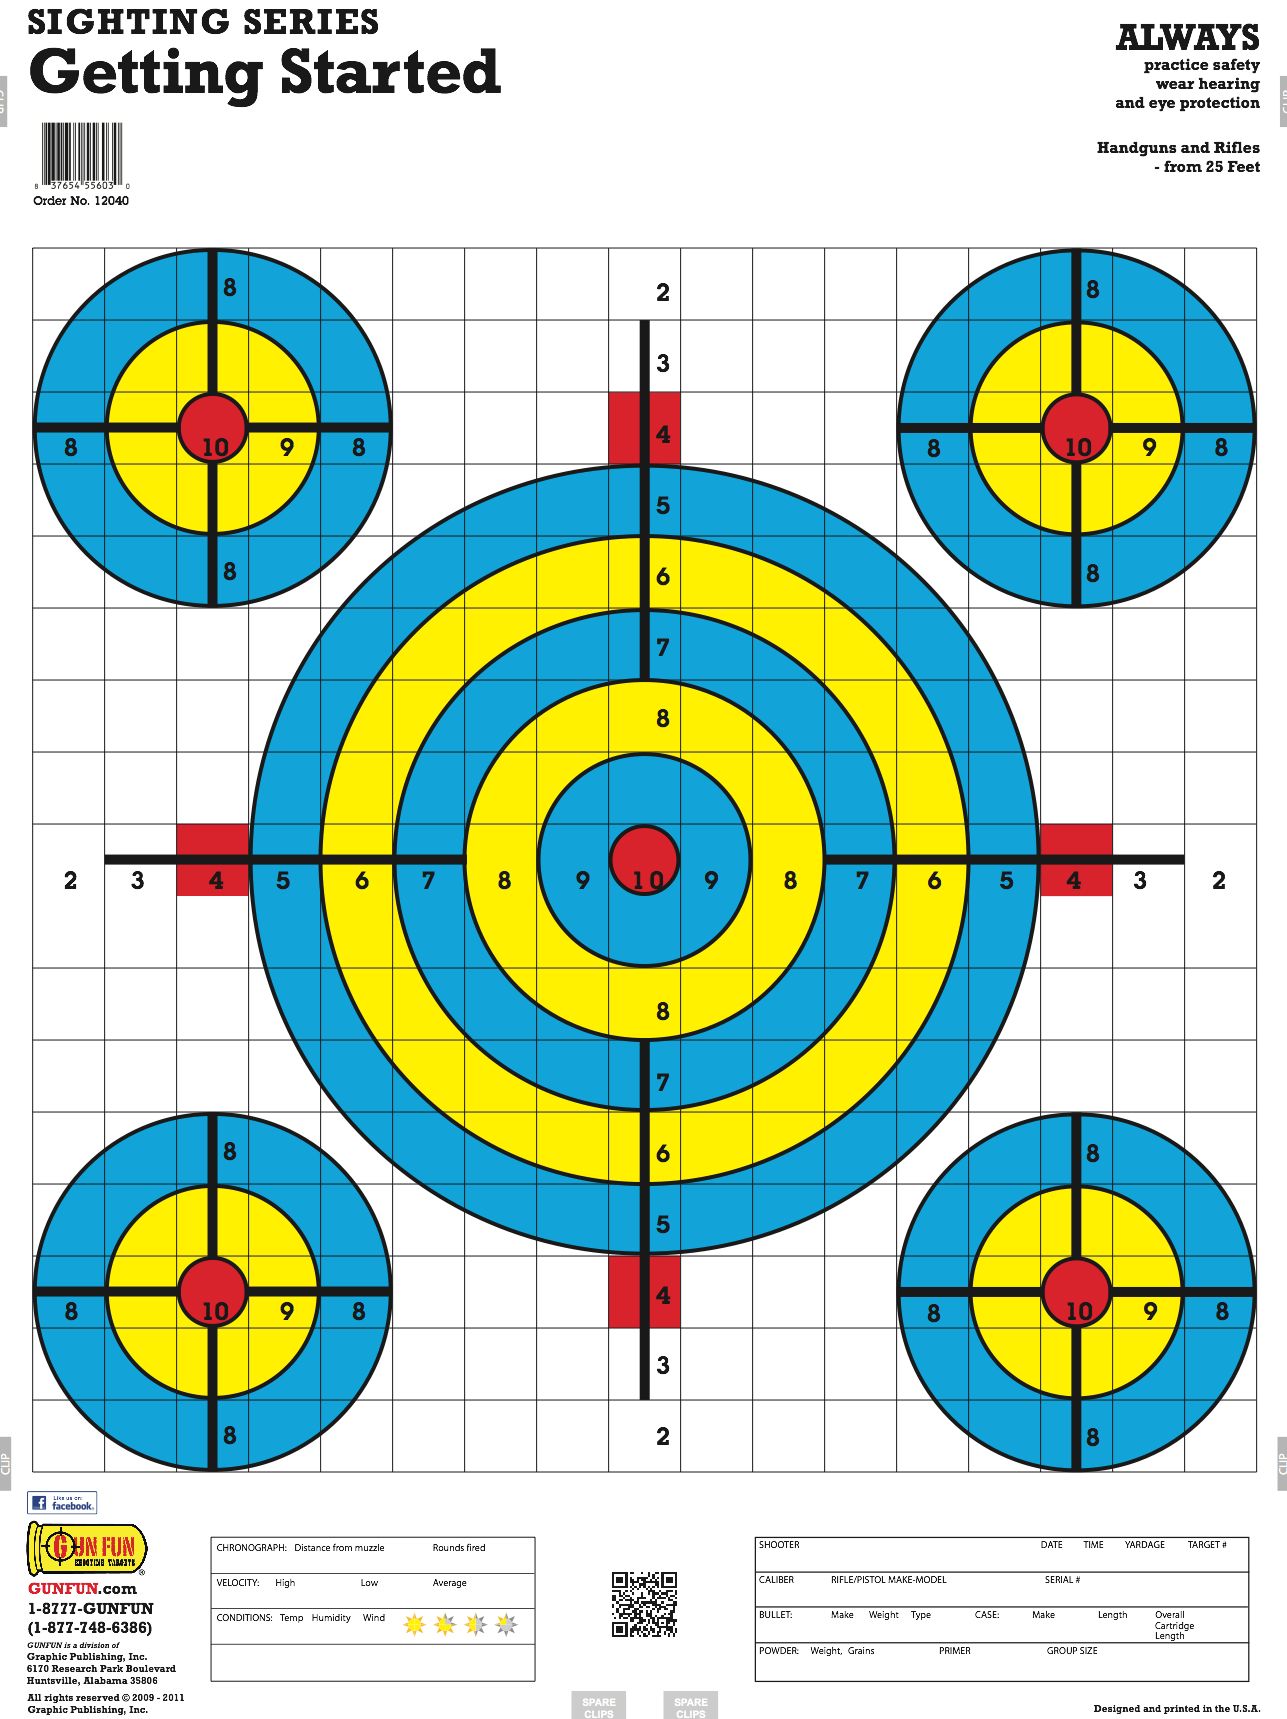 SIGHTING SERIES
Getting Started
ALWAYS
practice safety
wear hearing
and eye protection
Handguns and Rifles
- from 25 Feet
CLIP
CLIP
8 37654 55603 0
Order No. 12040
8
8 10 9 8
8
8
8 10 9 8
8
2
3
4
5
6
7
8
2 3 4 5 6 7 8 9 10 9 8 7 6 5 4 3 2
8
7
6
5
4
3
2
8
8 10 9 8
8
8
8 10 9 8
8
CLIP
CLIP
Like us on:
facebook.
GUN FUN
SHOOTING TARGETS
®
GUNFUN.com
1-8777-GUNFUN
(1-877-748-6386)
GUNFUN is a division of
Graphic Publishing, Inc.
6170 Research Park Boulevard
Huntsville, Alabama 35806
All rights reserved © 2009 - 2011
Graphic Publishing, Inc.
CHRONOGRAPH: Distance from muzzle Rounds fired
VELOCITY: High Low Average
CONDITIONS: Temp Humidity Wind
SPARE
CLIPS
SPARE
CLIPS
SHOOTER DATE TIME YARDAGE TARGET #
CALIBER RIFLE/PISTOL MAKE-MODEL SERIAL #
BULLET: Make Weight Type CASE: Make Length Overall
Cartridge
Length
POWDER: Weight, Grains PRIMER GROUP SIZE
Designed and printed in the U.S.A.